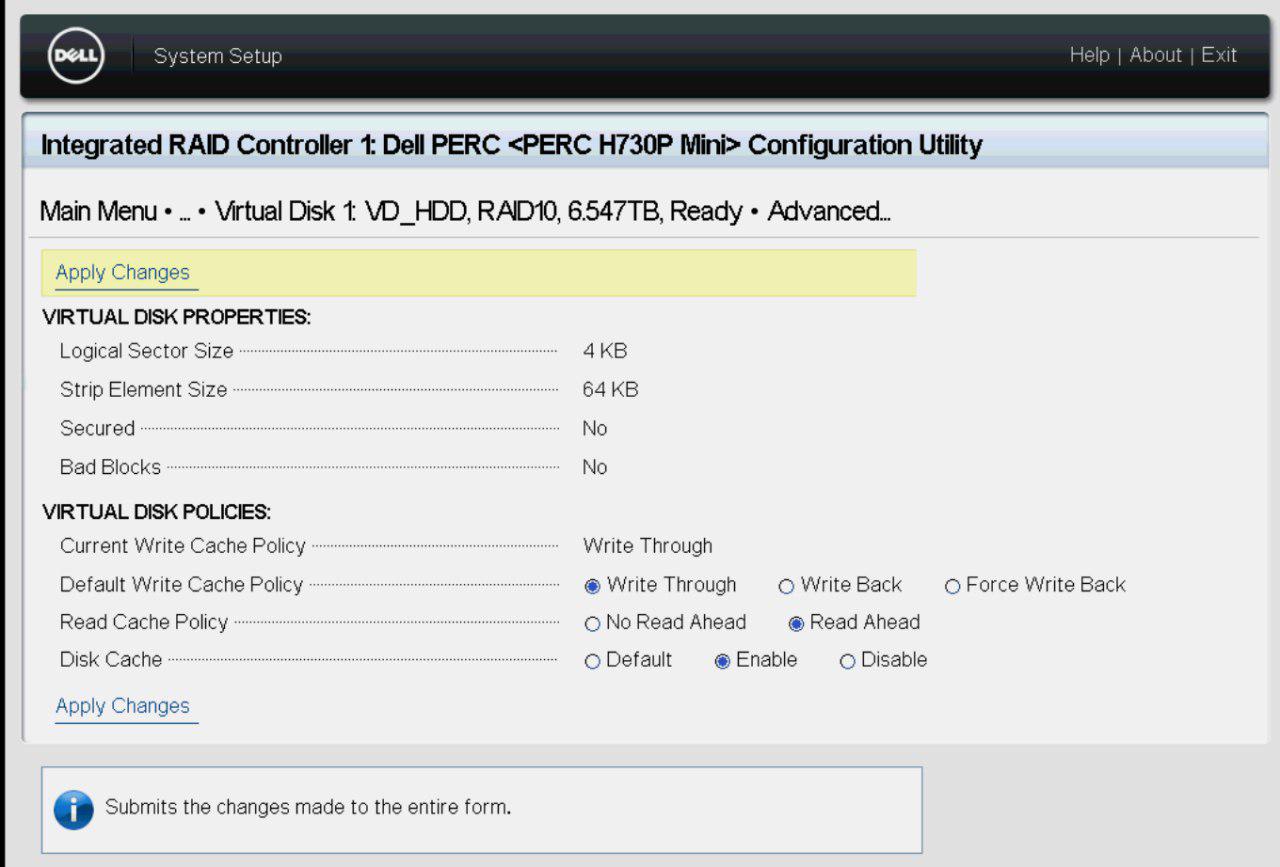 DELL System Setup Help | About | Exit
Integrated RAID Controller 1: Dell PERC <PERC H730P Mini> Configuration Utility
Main Menu • ... • Virtual Disk 1: VD_HDD, RAID10, 6.547TB, Ready • Advanced...
Apply Changes
VIRTUAL DISK PROPERTIES:
Logical Sector Size 4 KB
Strip Element Size 64 KB
Secured No
Bad Blocks No
VIRTUAL DISK POLICIES:
Current Write Cache Policy Write Through
Default Write Cache Policy Write Through Write Back Force Write Back
Read Cache Policy No Read Ahead Read Ahead
Disk Cache Default Enable Disable
Apply Changes
Submits the changes made to the entire form.